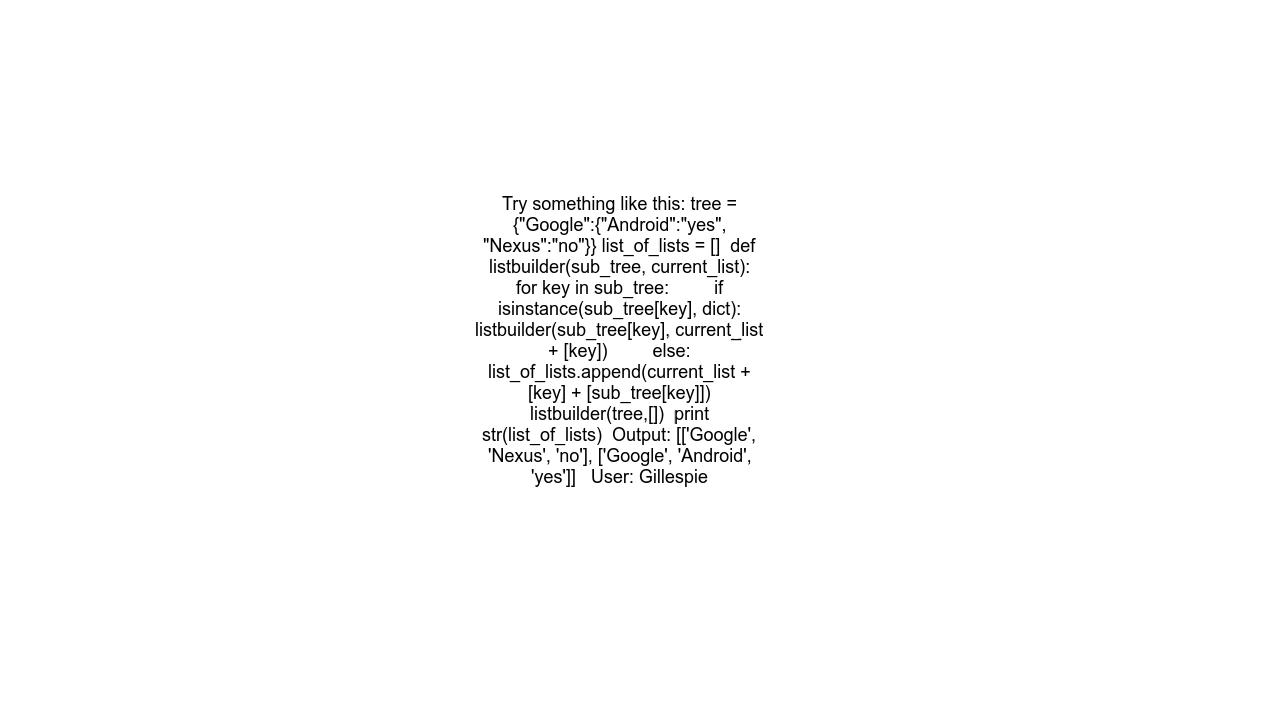 Try something like this: tree =
{"Google":{"Android":"yes",
"Nexus":"no"}} list_of_lists = []  def
listbuilder(sub_tree, current_list):
for key in sub_tree:         if
isinstance(sub_tree[key], dict):
listbuilder(sub_tree[key], current_list
+ [key])         else:
list_of_lists.append(current_list +
[key] + [sub_tree[key]])
listbuilder(tree,[])  print
str(list_of_lists)  Output: [['Google',
'Nexus', 'no'], ['Google', 'Android',
'yes']]   User: Gillespie